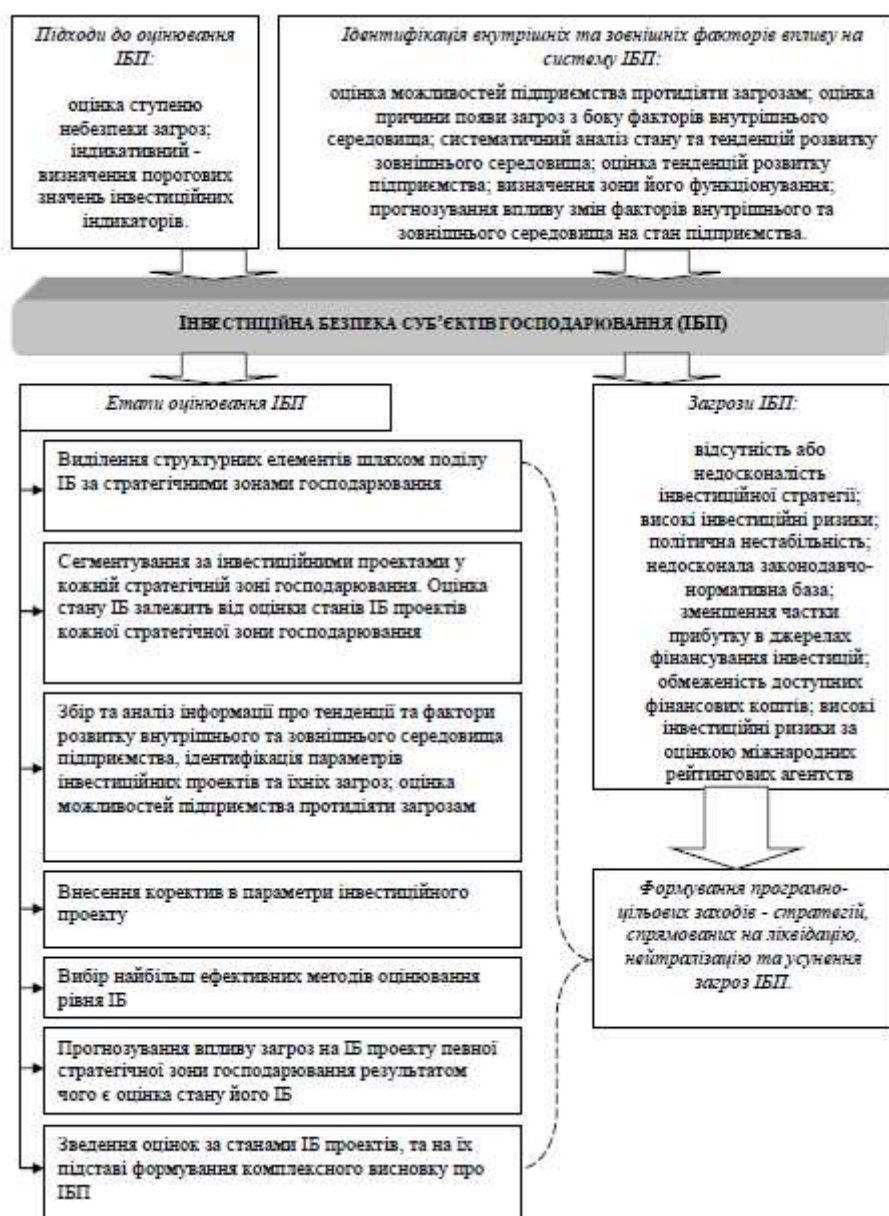 Підходи до оцінювання
ІБП:
оцінка ступеню
небезпеки загроз;
індикативний -
визначення порогових
значень інвестиційних
індикаторів.
Ідентифікація внутрішніх та зовнішніх факторів впливу на
систему ІБП:
оцінка можливостей підприємства протидіяти загрозам; оцінка
причини появи загроз з боку факторів внутрішнього
середовища; систематичний аналіз стану та тенденцій розвитку
зовнішнього середовища; оцінка тенденцій розвитку
підприємства; визначення зони його функціонування;
прогнозування впливу змін факторів внутрішнього та
зовнішнього середовища на стан підприємства.
ІНВЕСТИЦІЙНА БЕЗПЕКА СУБ’ЄКТІВ ГОСПОДАРЮВАННЯ (ІБП)
Етапи оцінювання ІБП
Виділення структурних елементів шляхом поділу
ІБ за стратегічними зонами господарювання
Сегментування за інвестиційними проектами у
кожній стратегічній зоні господарювання. Оцінка
стану ІБ залежить від оцінки станів ІБ проектів
кожної стратегічної зони господарювання
Збір та аналіз інформації про тенденції та фактори
розвитку внутрішнього та зовнішнього середовища
підприємства, ідентифікація параметрів
інвестиційних проектів та їхніх загроз; оцінка
можливостей підприємства протидіяти загрозам
Внесення коректив в параметри інвестиційного
проекту
Вибір найбільш ефективних методів оцінювання
рівня ІБ
Прогнозування впливу загроз на ІБ проекту певної
стратегічної зони господарювання результатом
чого є оцінка стану його ІБ
Зведення оцінок за станами ІБ проектів, та на їх
підставі формування комплексного висновку про
ІБП
Загрози ІБП:
відсутність або
недосконалість
інвестиційної стратегії;
високі інвестиційні ризики;
політична нестабільність;
недосконала законодавчо-
нормативна база;
зменшення частки
прибутку в джерелах
фінансування інвестицій;
обмеженість доступних
фінансових коштів; високі
інвестиційні ризики за
оцінкою міжнародних
рейтингових агентств
Формування програмно-
цільових заходів - стратегій,
спрямованих на ліквідацію,
нейтралізацію та усунення
загроз ІБП.